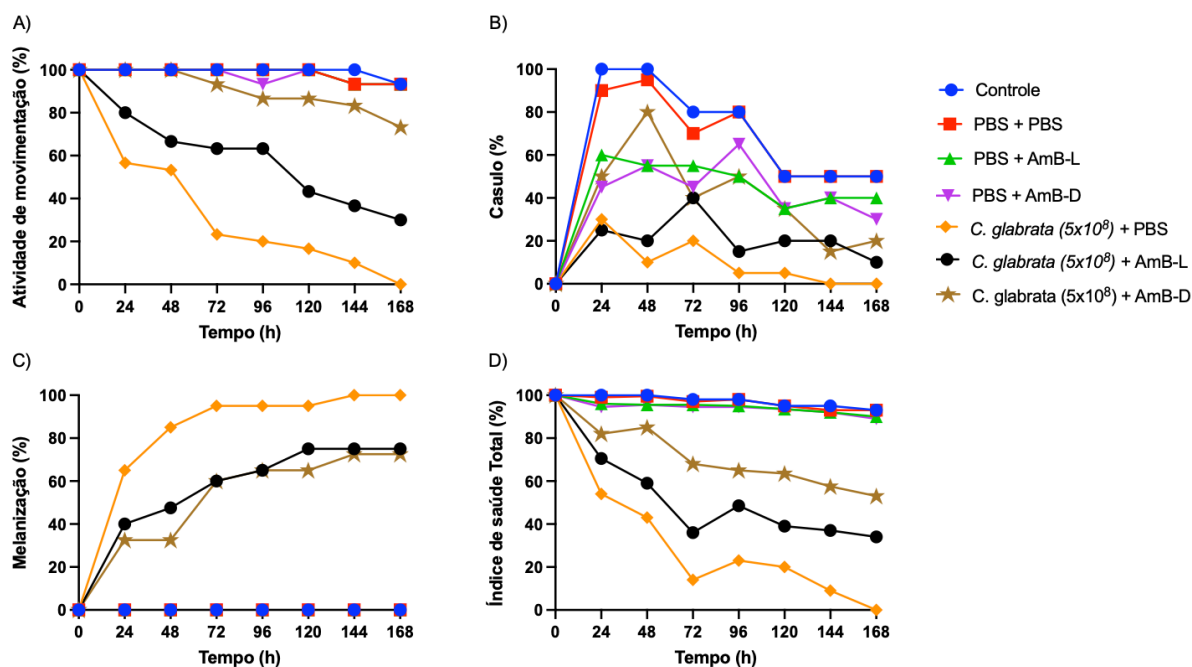 A)
Atividade de movimentação (%)
100
80
60
40
20
0
0 24 48 72 96 120 144 168
Tempo (h)
B)
Casulo (%
100
80
60
40
20
0
0 24 48 72 96 120 144 168
Tempo (h)
Controle
PBS + PBS
PBS + AmB-L
PBS + AmB-D
C. glabrata (5x10⁸) + PBS
C. glabrata (5x10⁸) + AmB-L
C. glabrata (5x10⁸) + AmB-D
C)
Melanização (%)
100
80
60
40
20
0
0 24 48 72 96 120 144 168
Tempo (h)
D)
Índice de saúde Total (%)
100
80
60
40
20
0
0 24 48 72 96 120 144 168
Tempo (h)